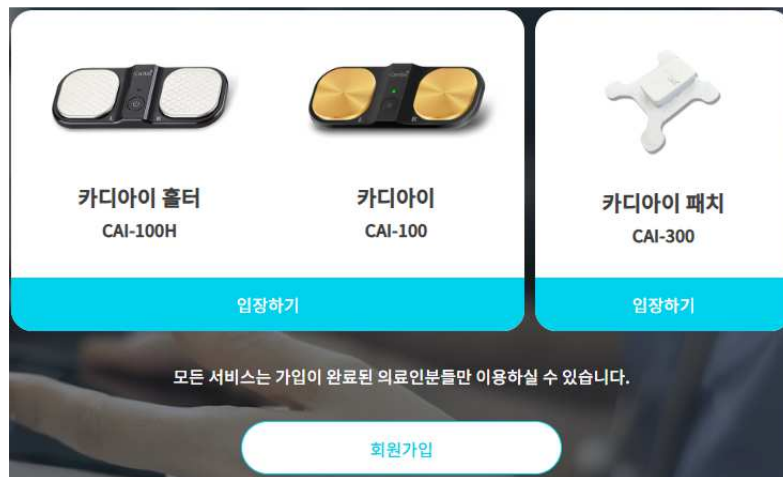 카디아이 홀터
CAI-100H
카디아이
CAI-100
입장하기
카디아이 패치
CAI-300
입장하기
모든 서비스는 가입이 완료된 의료인분들만 이용하실 수 있습니다.
회원가입